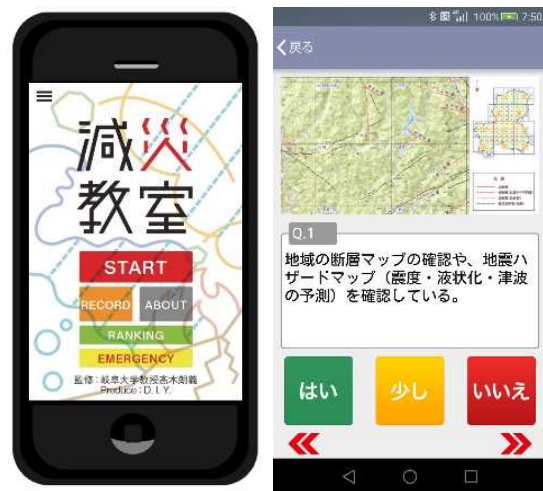 減災
教室
START
RECORD ABOUT
RANKING
EMERGENCY
監修：岐阜大学教授高木朗義
Produce：D.I.Y.
100% 7:50
戻る
Q.1
地域の断層マップの確認や、地震ハ
ザードマップ（震度・液状化・津波
の予測）を確認している。
はい 少し いいえ